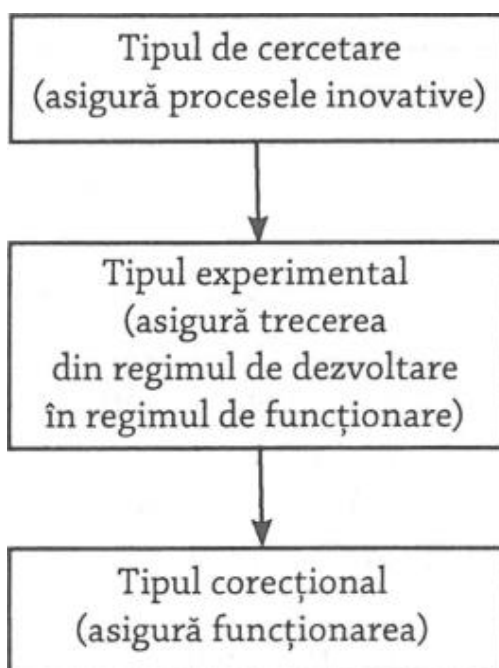 Tipul de cercetare
(asigură procesele inovative)
Tipul experimental
(asigură trecerea
din regimul de dezvoltare
în regimul de funcționare)
Tipul corecțional
(asigură funcționarea)